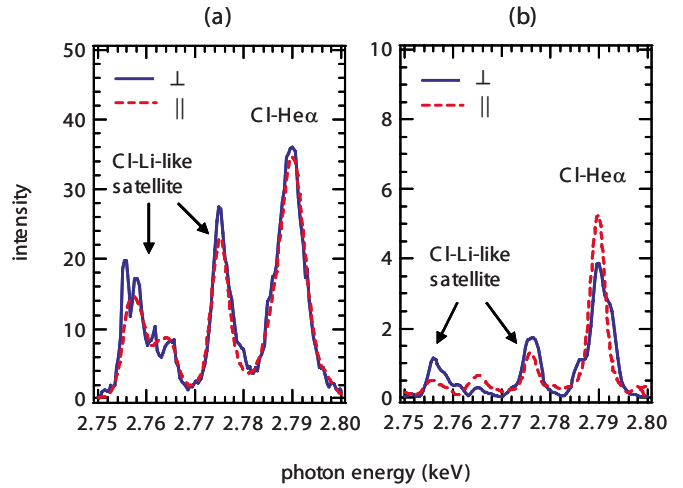 (a)
(b)
50
40
30
20
10
0
intensity
⊥
||
Cl-Heα
Cl-Li-like
satellite
2.75 2.76 2.77 2.78 2.79 2.80
10
8
6
4
2
0
⊥
||
Cl-Heα
Cl-Li-like
satellite
2.75 2.76 2.77 2.78 2.79 2.80
photon energy (keV)